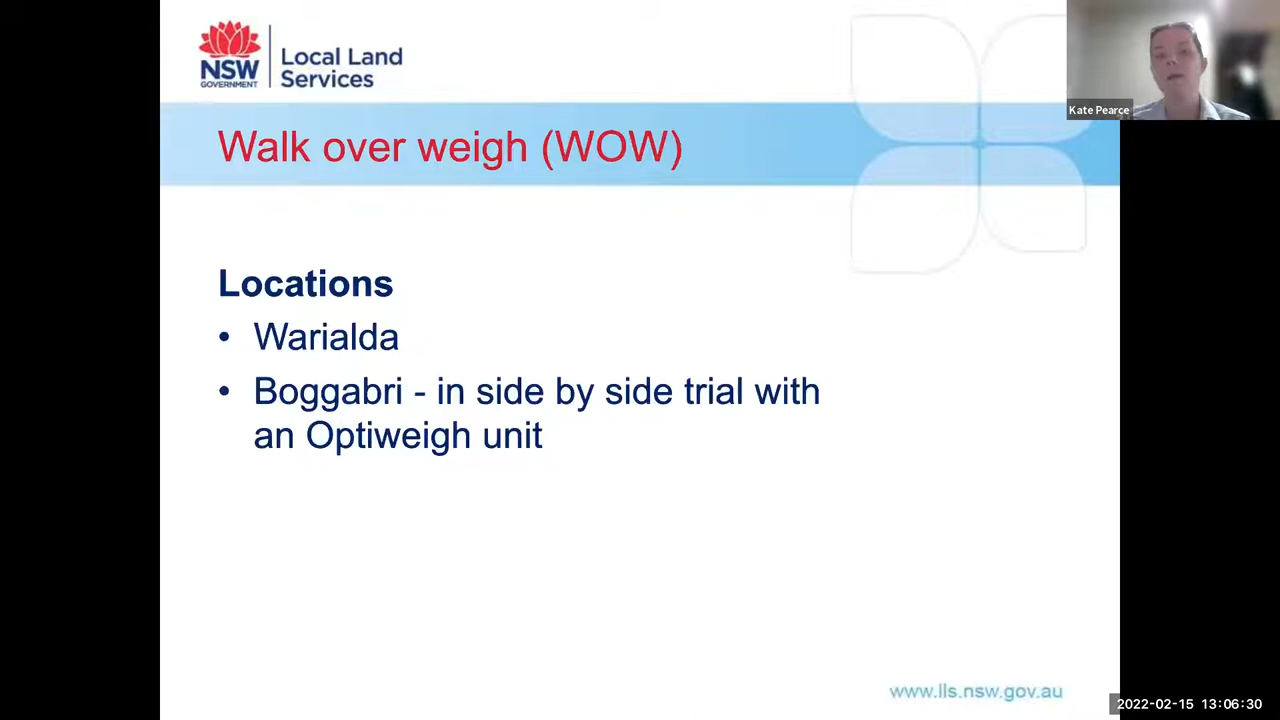 NSW
GOVERNMENT
Local Land
Services
Kate Pearce
Walk over weigh (WOW)
Locations
• Warialda
• Boggabri - in side by side trial with
an Optiweigh unit
www.lls.nsw.gov.au
2022-02-15 13:06:30